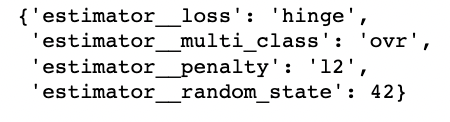 {'estimator__loss': 'hinge',
 'estimator__multi_class': 'ovr',
 'estimator__penalty': 'l2',
 'estimator__random_state': 42}